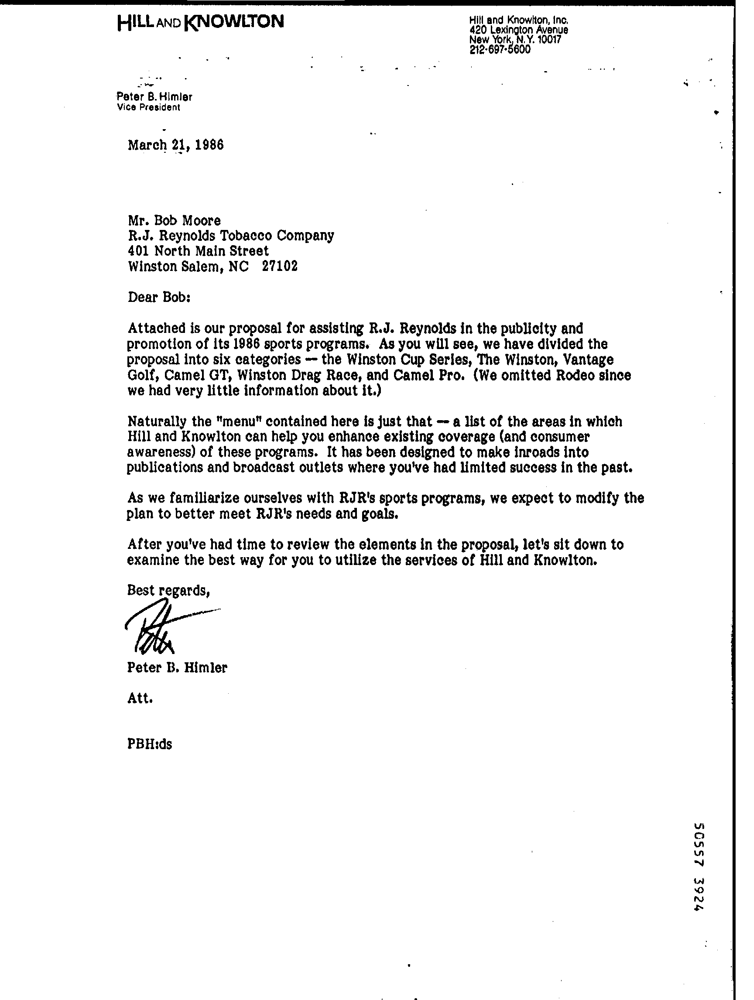 HILL AND KNOWLTON
Hill and Knowlton, Inc.
420 Lexington Avenue
New York, N.Y. 10017
212-697-5600
Peter B. Himler
Vice President
March 21, 1986
Mr. Bob Moore
R.J. Reynolds Tobacco Company
401 North Main Street
Winston Salem, NC 27102
Dear Bob:
Attached is our proposal for assisting R.J. Reynolds in the publicity and
promotion of its 1986 sports programs. As you will see, we have divided the
proposal into six categories -- the Winston Cup Series, The Winston, Vantage
Golf, Camel GT, Winston Drag Race, and Camel Pro. (We omitted Rodeo since
we had very little information about it.)
Naturally the "menu" contained here is just that -- a list of the areas in which
Hill and Knowlton can help you enhance existing coverage (and consumer
awareness) of these programs. It has been designed to make inroads into
publications and broadcast outlets where you've had limited success in the past.
As we familiarize ourselves with RJR's sports programs, we expect to modify the
plan to better meet RJR's needs and goals.
After you've had time to review the elements in the proposal, let's sit down to
examine the best way for you to utilize the services of Hill and Knowlton.
Best regards,
Peter
Peter B. Himler
Att.
PBH:ds
50557 3924